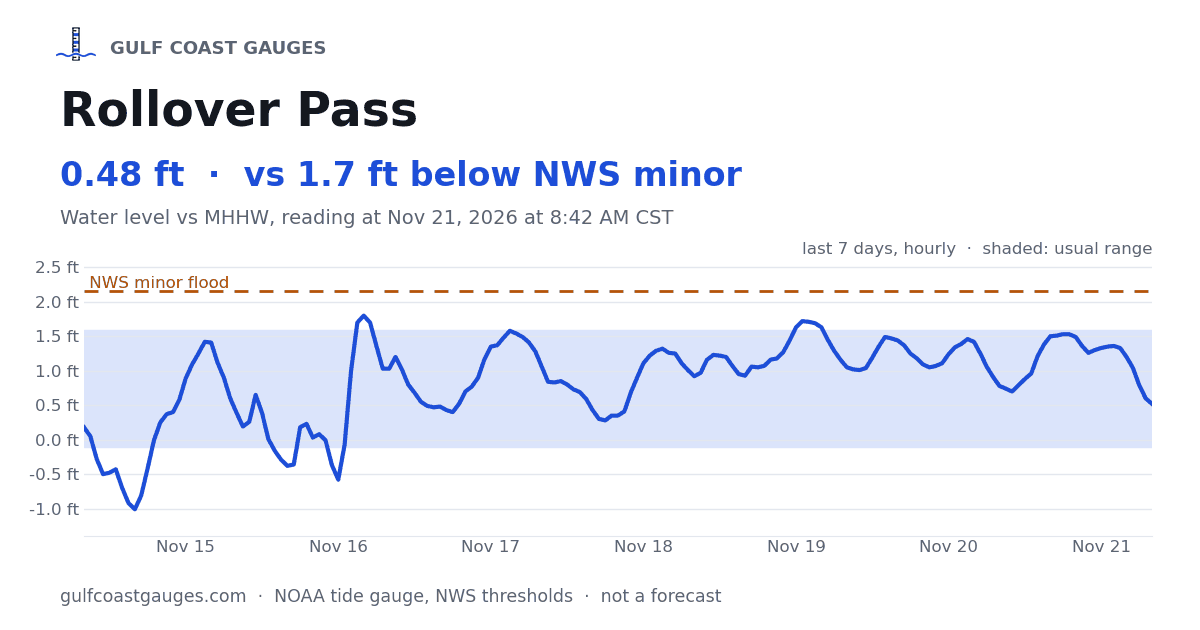 GULF COAST GAUGES
Rollover Pass
0.48 ft · vs 1.7 ft below NWS minor
Water level vs MHHW, reading at Nov 21, 2026 at 8:42 AM CST
last 7 days, hourly · shaded: usual range
2.5 ft
NWS minor flood
2.0 ft
1.5 ft
1.0 ft
0.5 ft
0.0 ft
-0.5 ft
-1.0 ft
Nov 15 Nov 16 Nov 17 Nov 18 Nov 19 Nov 20 Nov 21
gulfcoastgauges.com · NOAA tide gauge, NWS thresholds · not a forecast